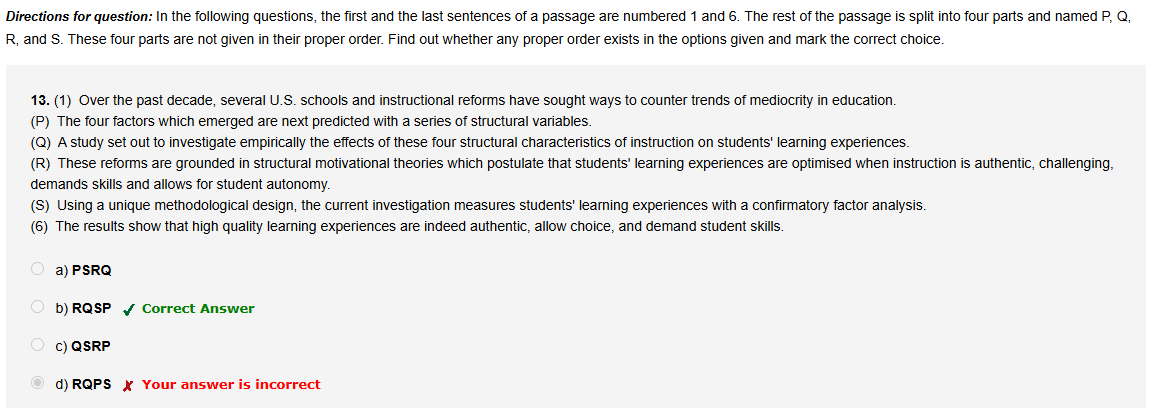 Directions for question: In the following questions, the first and the last sentences of a passage are numbered 1 and 6. The rest of the passage is split into four parts and named P, Q,
R, and S. These four parts are not given in their proper order. Find out whether any proper order exists in the options given and mark the correct choice.
13. (1) Over the past decade, several U.S. schools and instructional reforms have sought ways to counter trends of mediocrity in education.
(P) The four factors which emerged are next predicted with a series of structural variables.
(Q) A study set out to investigate empirically the effects of these four structural characteristics of instruction on students' learning experiences.
(R) These reforms are grounded in structural motivational theories which postulate that students' learning experiences are optimised when instruction is authentic, challenging,
demands skills and allows for student autonomy.
(S) Using a unique methodological design, the current investigation measures students' learning experiences with a confirmatory factor analysis.
(6) The results show that high quality learning experiences are indeed authentic, allow choice, and demand student skills.
a) PSRQ
b) RQSP ✓ Correct Answer
c) QSRP
d) RQPS ✗ Your answer is incorrect